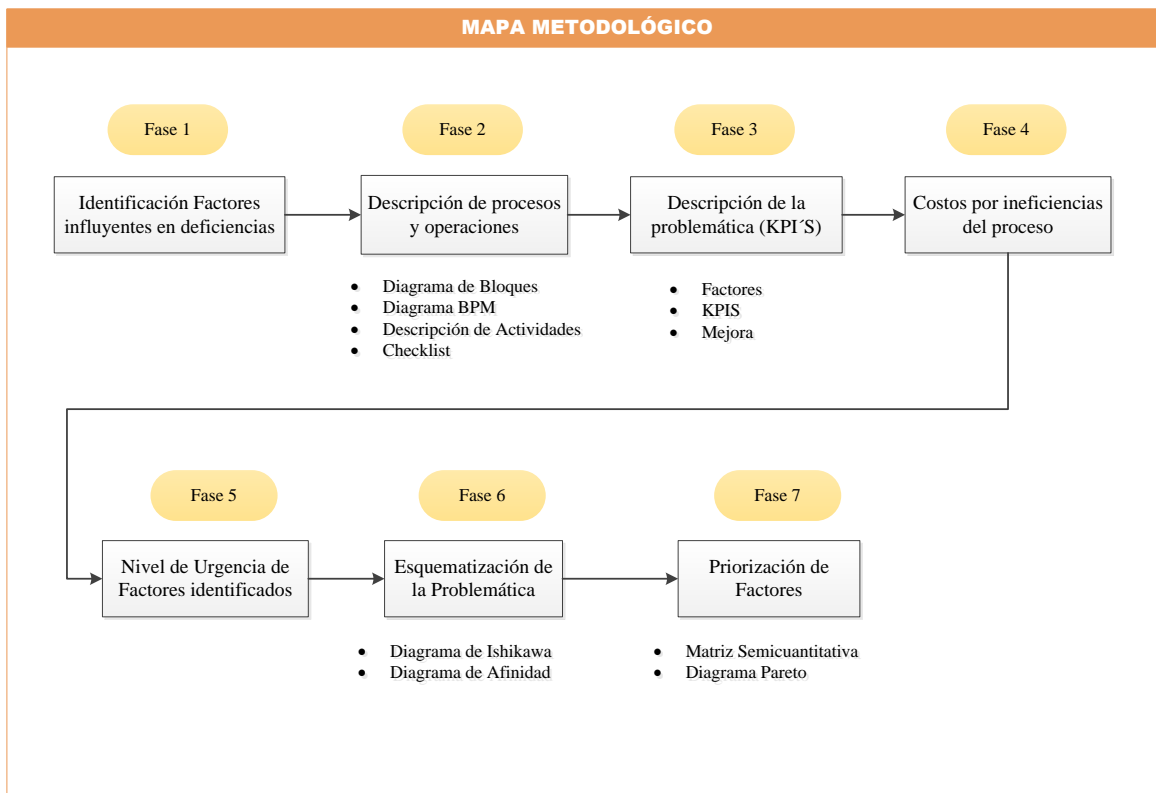 MAPA METODOLÓGICO
Fase 1
Fase 2
Fase 3
Fase 4
Identificación Factores
influyentes en deficiencias
Descripción de procesos
y operaciones
Descripción de la
problemática (KPI´S)
Costos por ineficiencias
del proceso
• Diagrama de Bloques
• Diagrama BPM
• Descripción de Actividades
• Checklist
• Factores
• KPIS
• Mejora
Fase 5
Fase 6
Fase 7
Nivel de Urgencia de
Factores identificados
Esquematización de
la Problemática
Priorización de
Factores
• Diagrama de Ishikawa
• Diagrama de Afinidad
• Matriz Semicuantitativa
• Diagrama Pareto